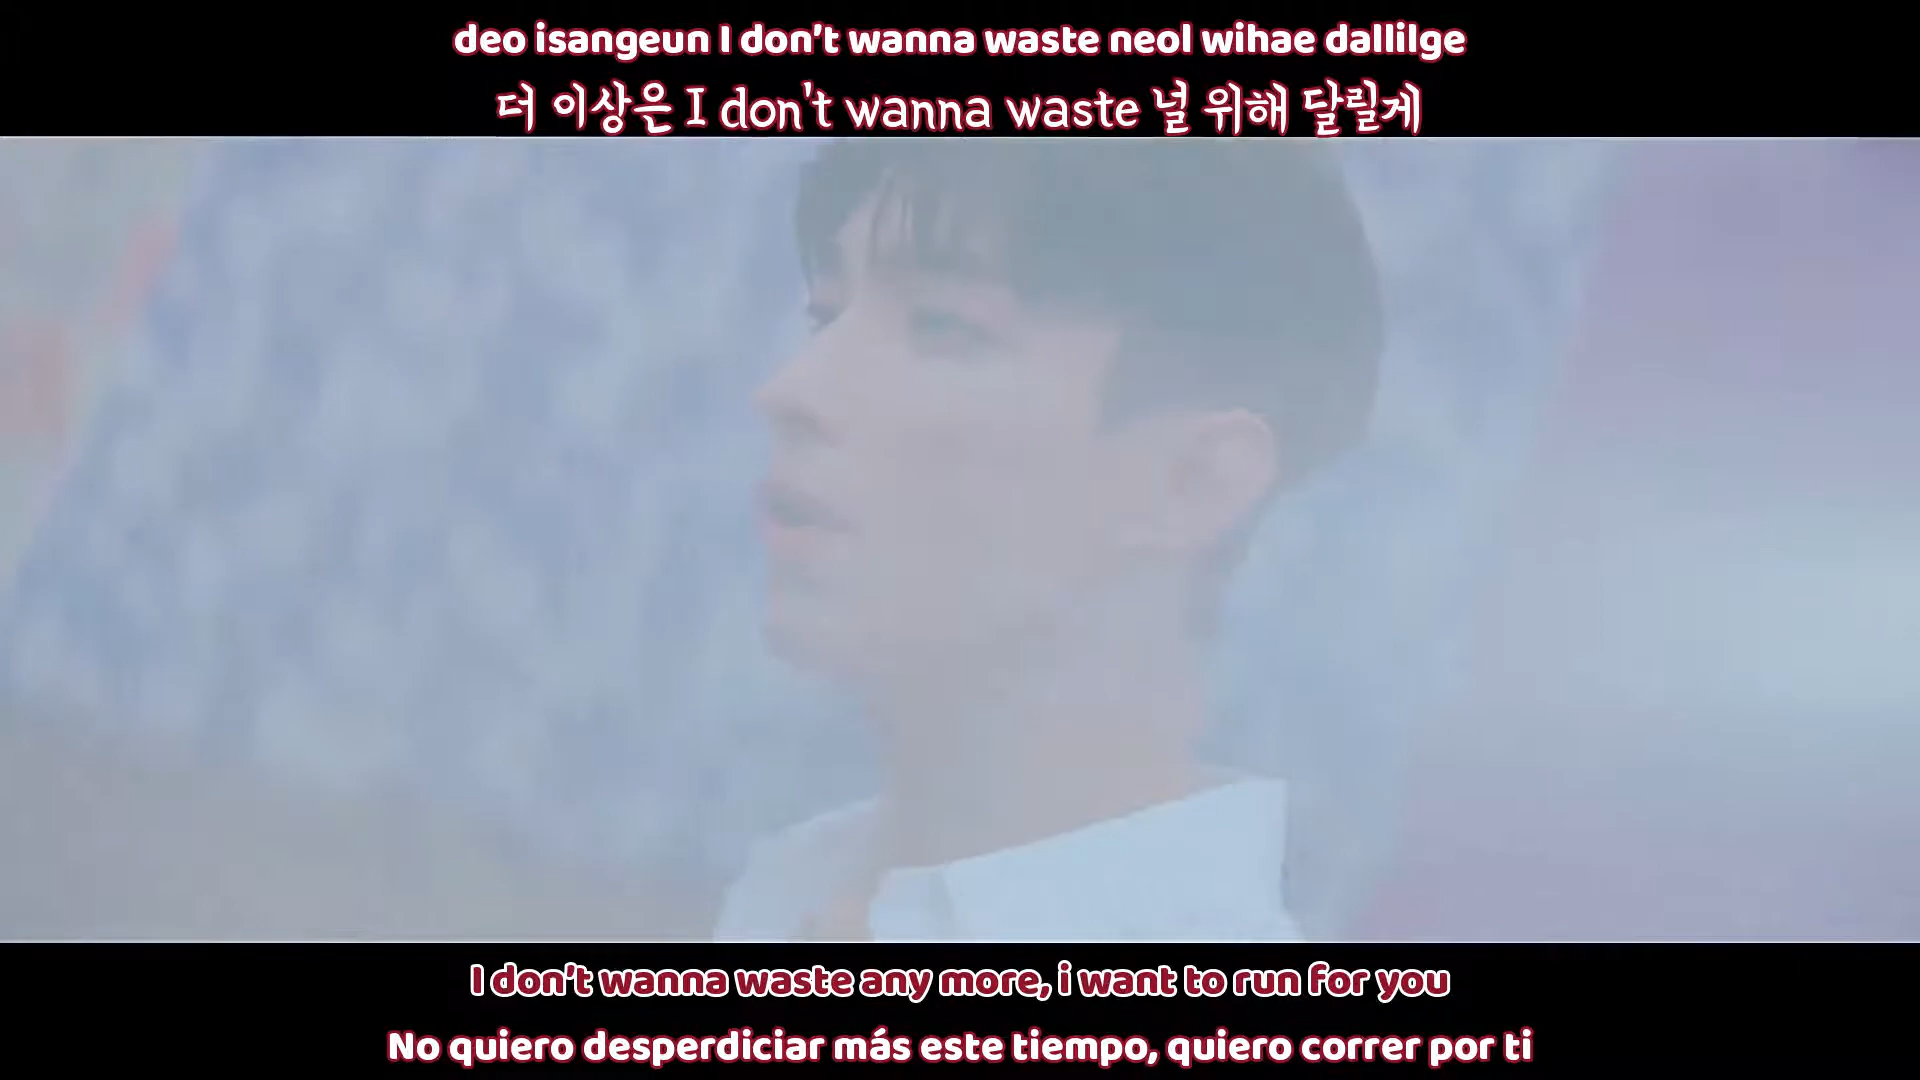 deo isangeun I don't wanna waste neol wihae dallilge
더 이상은 I don't wanna waste 널 위해 달릴게
I don't wanna waste any more, i want to run for you
No quiero desperdiciar más este tiempo, quiero correr por ti